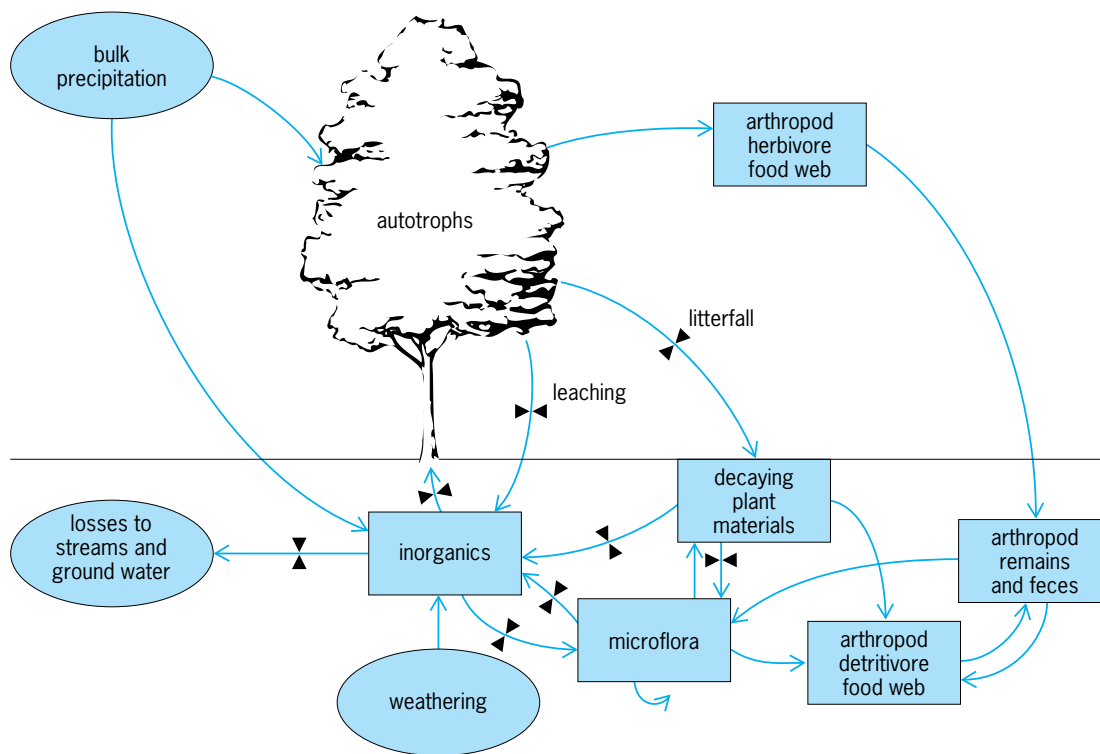 bulk
precipitation
arthropod
herbivore
food web
autotrophs
litterfall
leaching
decaying
plant
materials
losses to
streams and
ground water
inorganics
arthropod
remains
and feces
microflora
arthropod
detritivore
food web
weathering